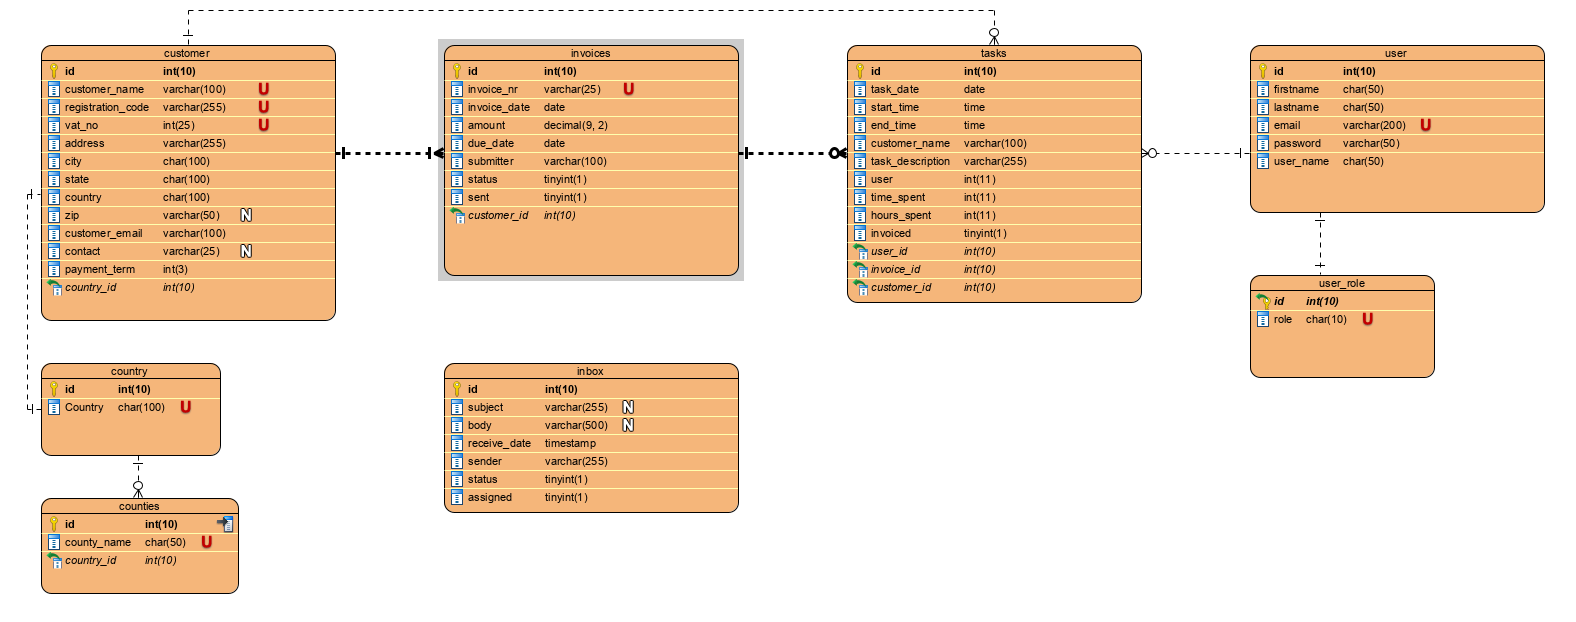 customer
id int(10)
customer_name varchar(100) U
registration_code varchar(255) U
vat_no int(25) U
address varchar(255)
city char(100)
state char(100)
country char(100)
zip varchar(50) N
customer_email varchar(100)
contact varchar(25) N
payment_term int(3)
country_id int(10)
invoices
id int(10)
invoice_nr varchar(25) U
invoice_date date
amount decimal(9, 2)
due_date date
submitter varchar(100)
status tinyint(1)
sent tinyint(1)
customer_id int(10)
tasks
id int(10)
task_date date
start_time time
end_time time
customer_name varchar(100)
task_description varchar(255)
user int(11)
time_spent int(11)
hours_spent int(11)
invoiced tinyint(1)
user_id int(10)
invoice_id int(10)
customer_id int(10)
user
id int(10)
firstname char(50)
lastname char(50)
email varchar(200) U
password varchar(50)
user_name char(50)
user_role
id int(10)
role char(10) U
country
id int(10)
Country char(100) U
inbox
id int(10)
subject varchar(255) N
body varchar(500) N
receive_date timestamp
sender varchar(255)
status tinyint(1)
assigned tinyint(1)
counties
id int(10)
county_name char(50) U
country_id int(10)